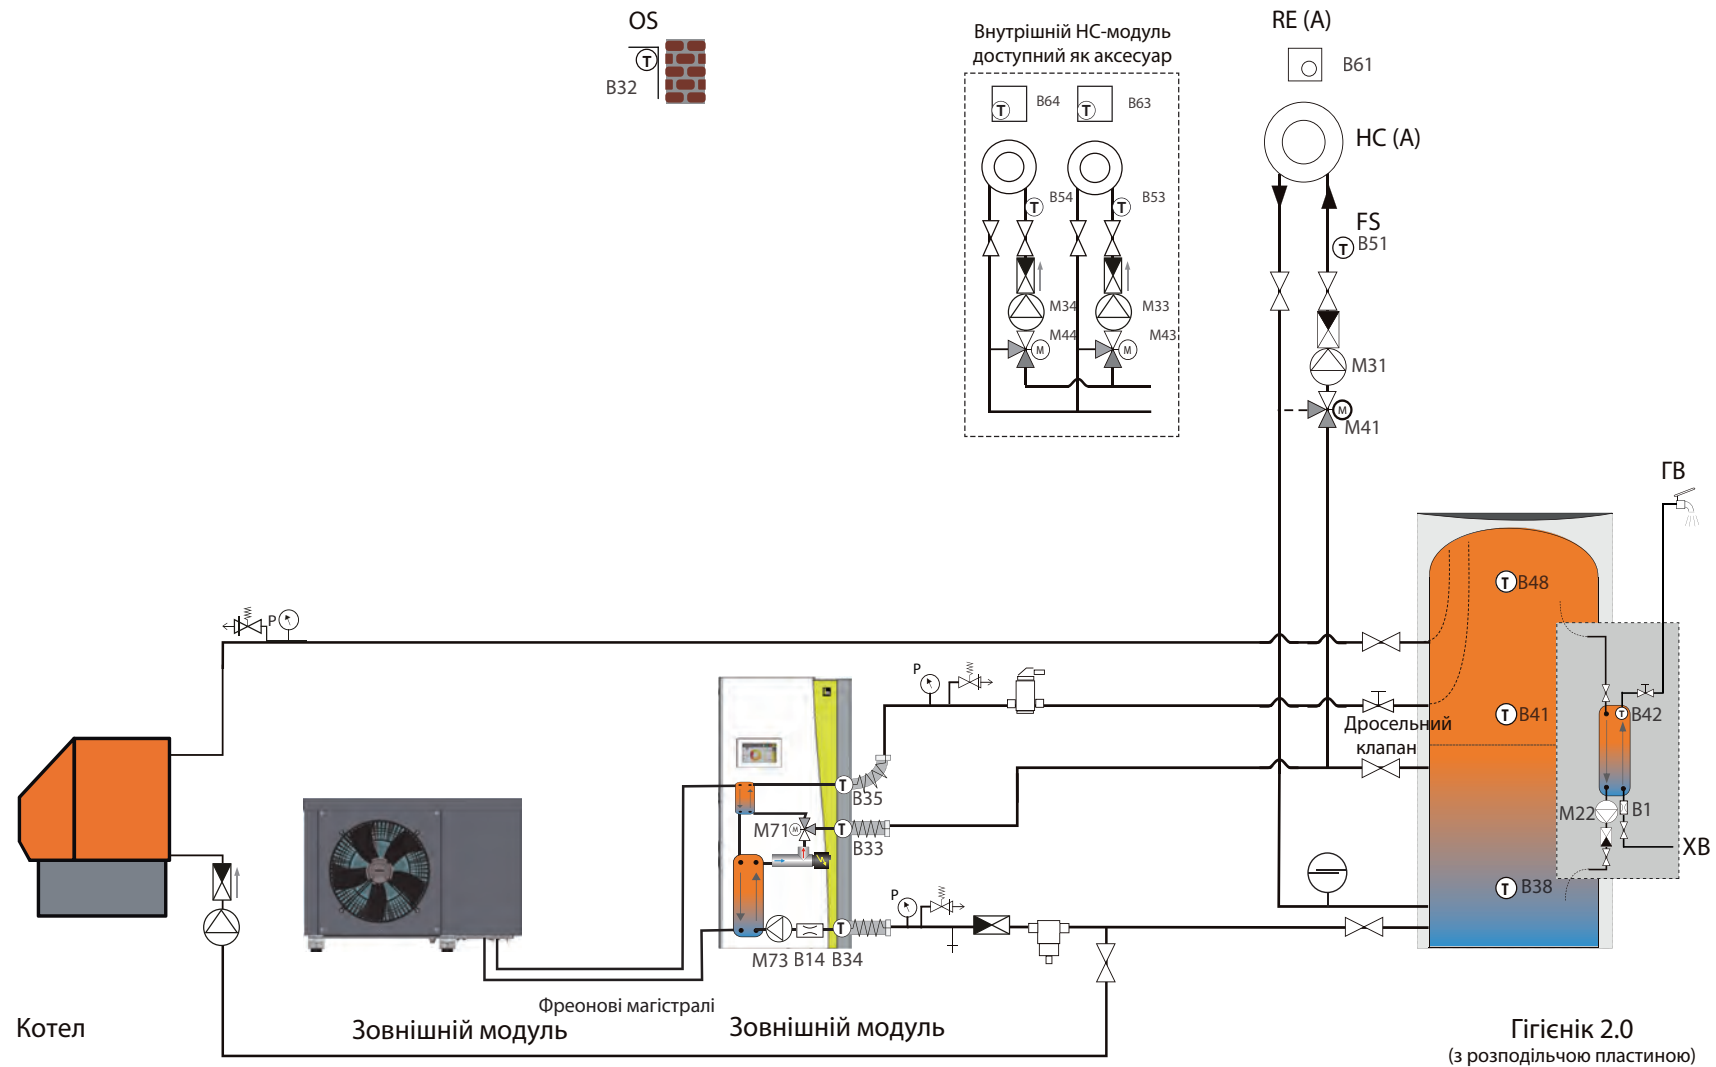 OS
T
B32
Внутрішній НС-модуль
доступний як аксесуар
T
B64
T
B63
T
B54
T
B53
M34
M33
M44
M
M43
M
RE (A)
B61
HC (A)
FS
T
B51
M31
M
M41
ГВ
T
B48
P
P
T
B41
Дросельний
клапан
T
B42
T
B35
M71
M
T
B33
M22
B1
ХВ
T
B38
P
T
M73
B14
B34
Фреонові магістралі
Котел
Зовнішній модуль
Зовнішній модуль
Гігієнік 2.0
(з розподільчою пластиною)